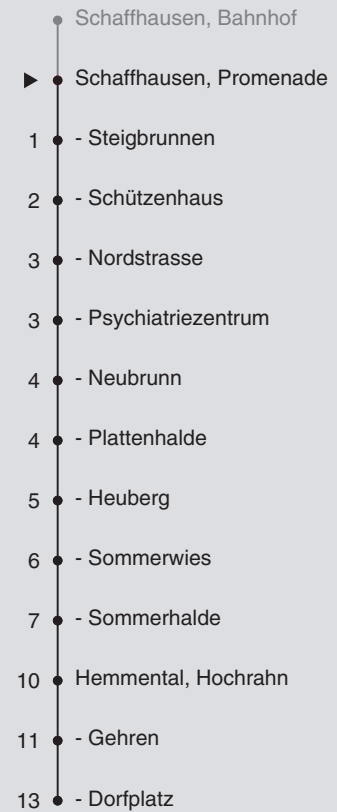 Schaffhausen, Bahnhof
Schaffhausen, Promenade
1 - Steigbrunnen
2 - Schützenhaus
3 - Nordstrasse
3 - Psychiatriezentrum
4 - Neubrunn
4 - Plattenhalde
5 - Heuberg
6 - Sommerwies
7 - Sommerhalde
10 Hemmental, Hochrahn
11 - Gehren
13 - Dorfplatz